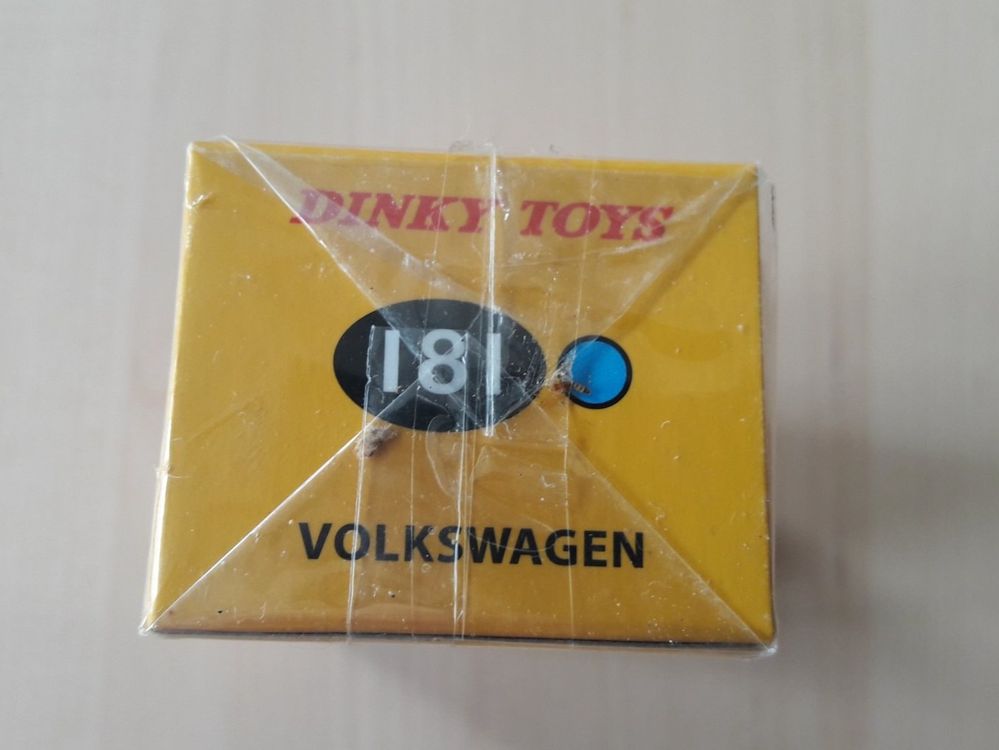 DINKY TOYS
181
VOLKSWAGEN